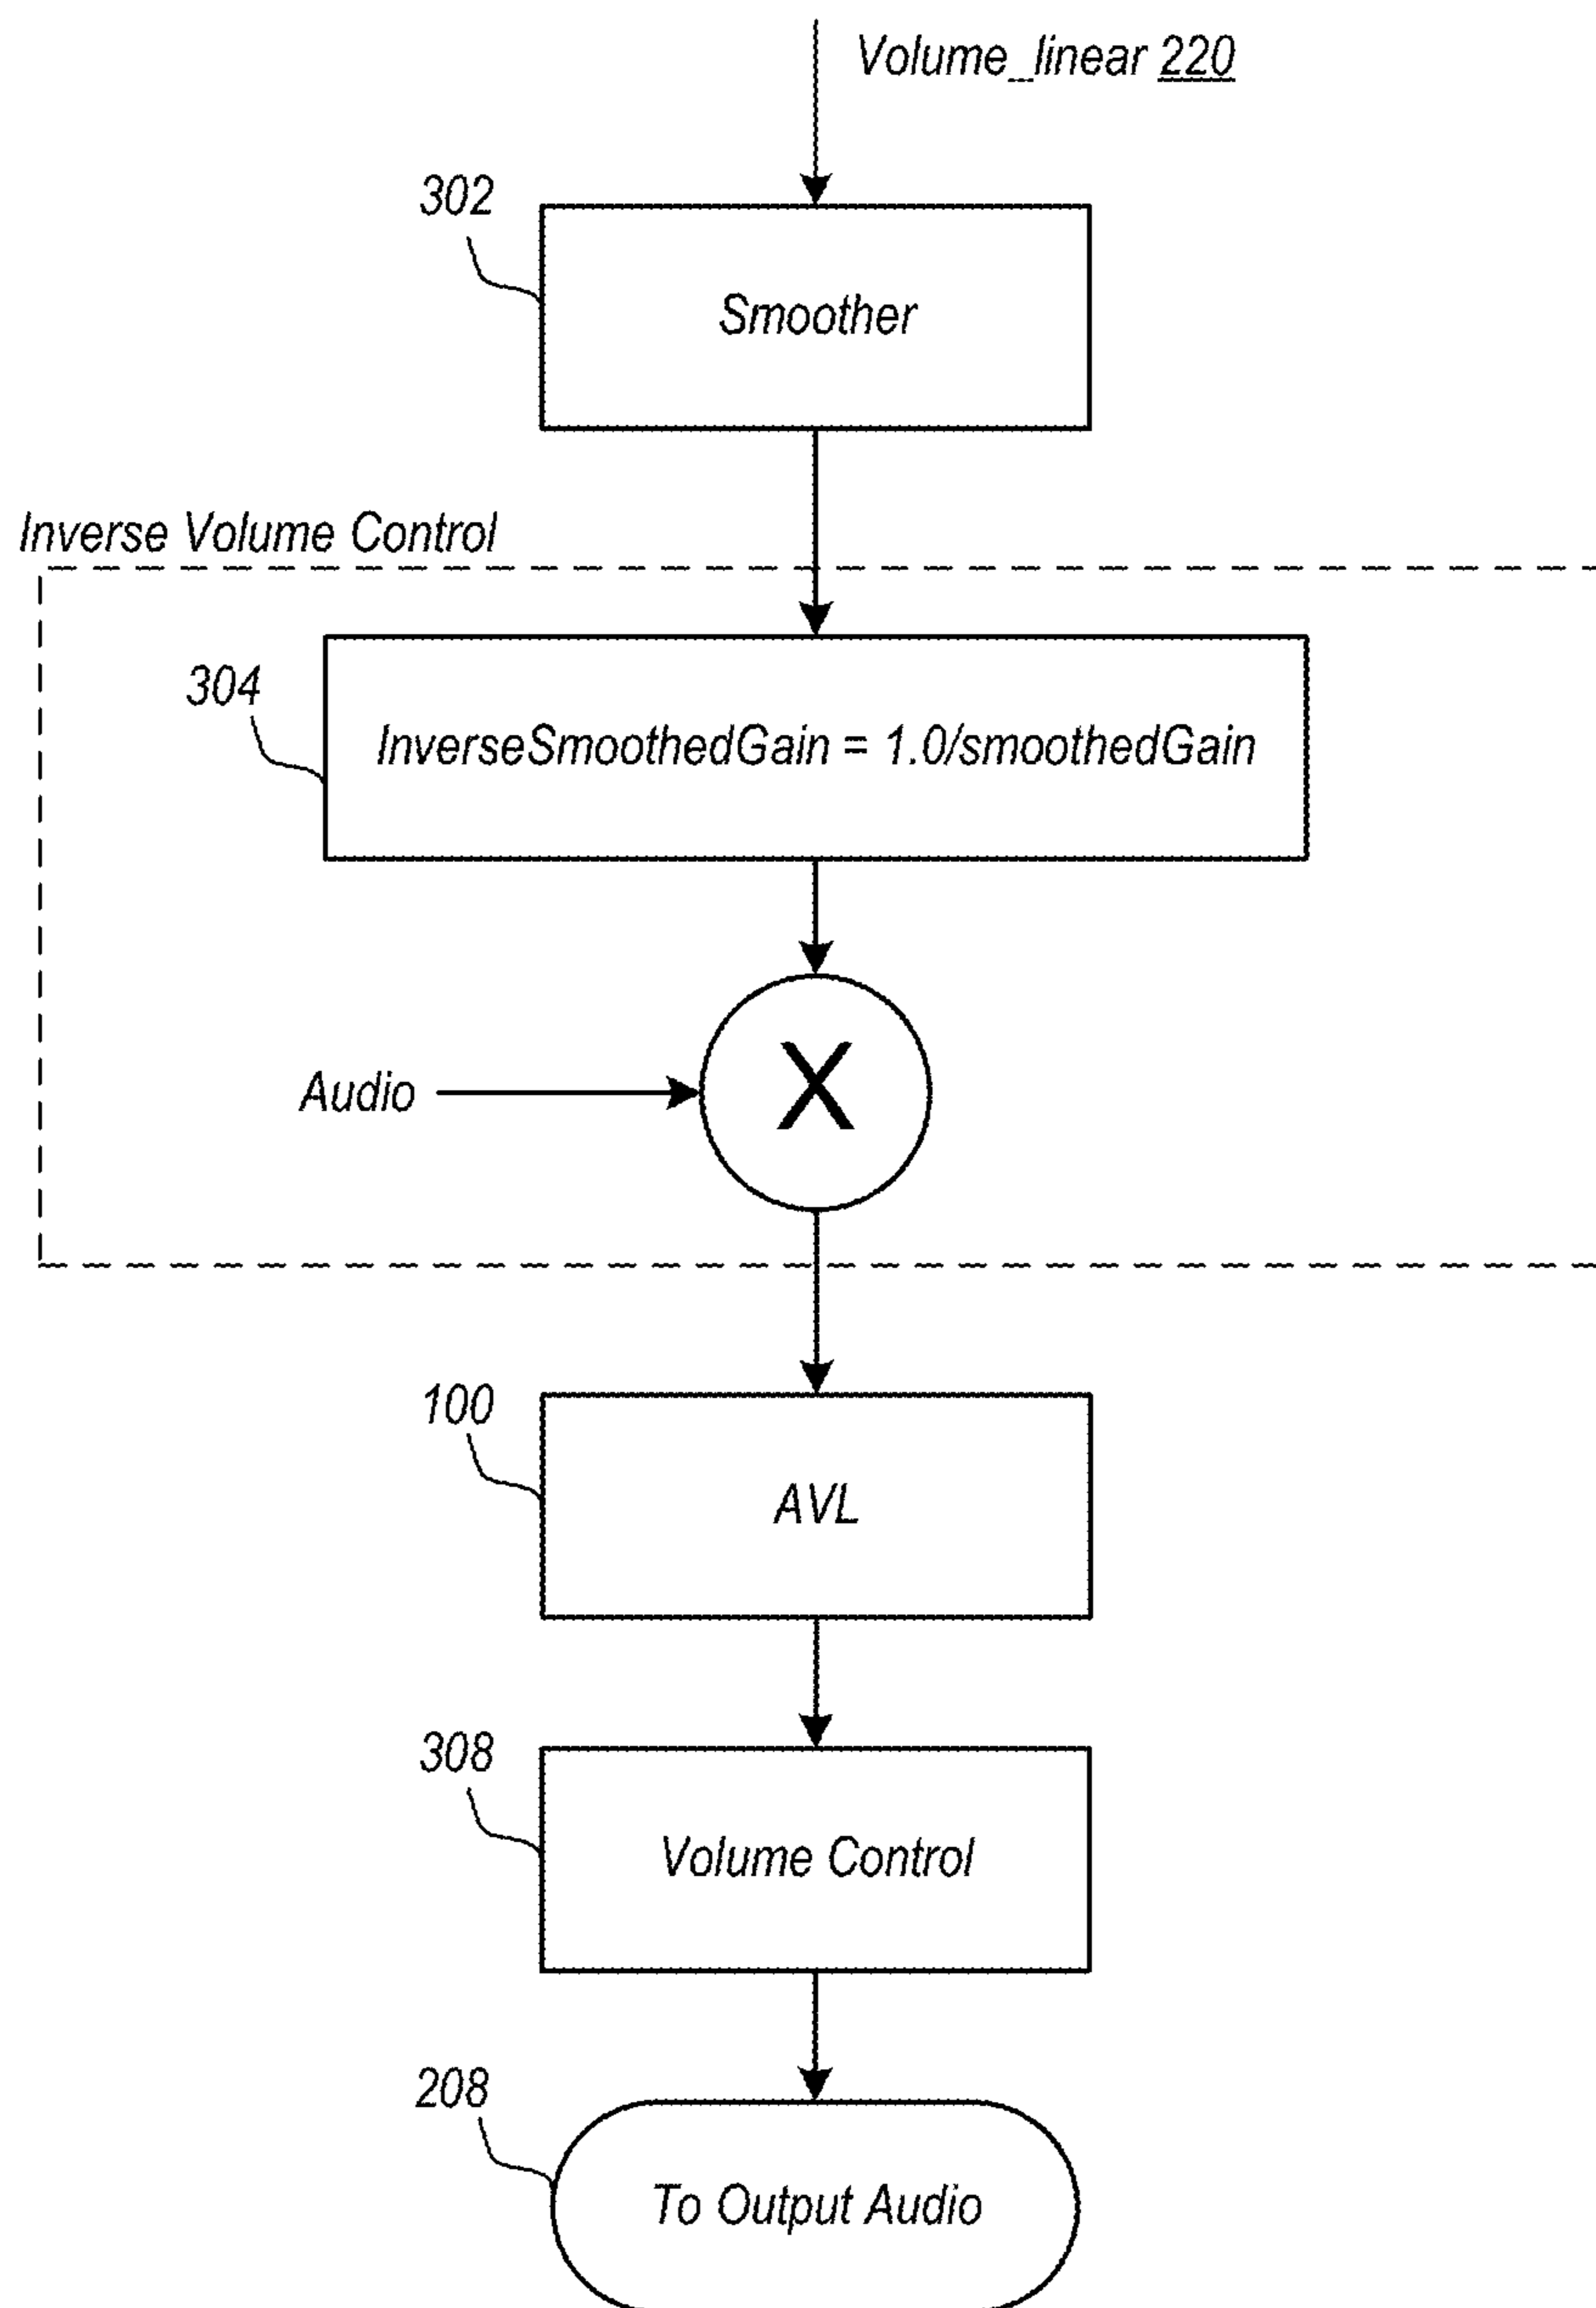 Volume_linear 220
302
Smoother
Inverse Volume Control
304
InverseSmoothedGain = 1.0/smoothedGain
X
Audio
100
AVL
308
Volume Control
208
To Output Audio